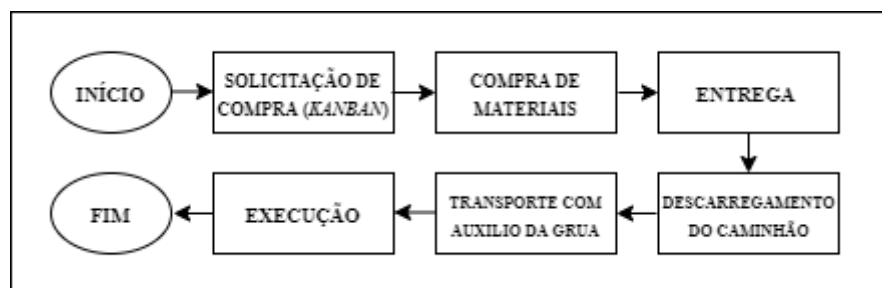 INÍCIO
SOLICITAÇÃO DE
COMPRA (KANBAN)
COMPRA DE
MATERIAIS
ENTREGA
DESCARREGAMENTO
DO CAMINHÃO
TRANSPORTE COM
AUXILIO DA GRUA
EXECUÇÃO
FIM